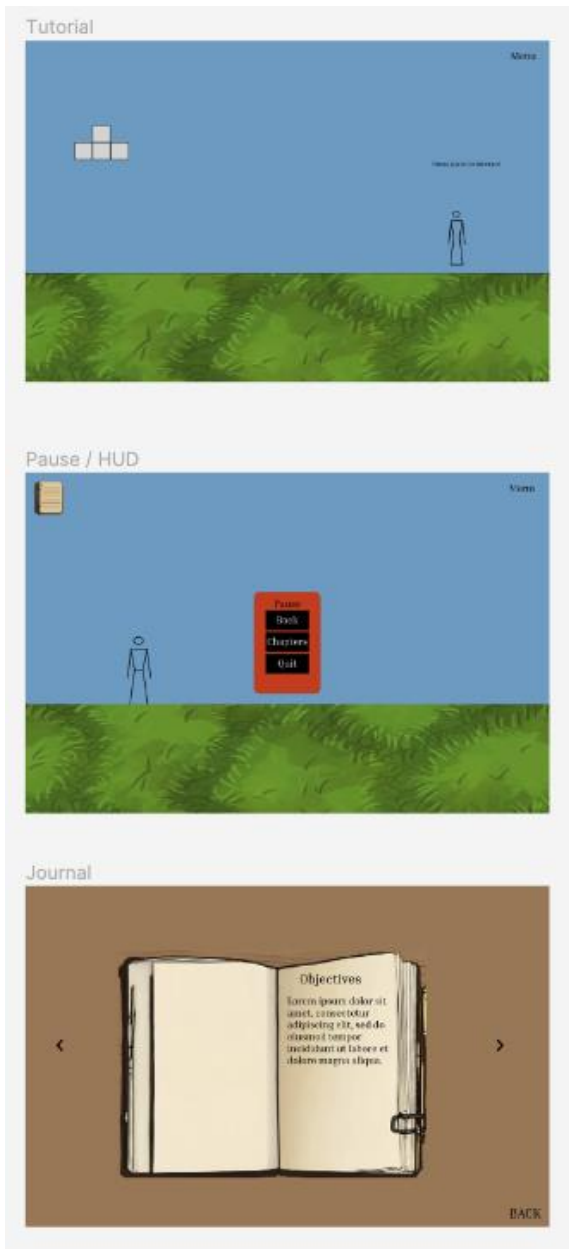 Tutorial
Menu
Pause / HUD
Menu
Pause
Back
Chapters
Quit
Journal
Objectives
Lorem ipsum dolor sit
amet, consectetur
adipiscing elit, sed do
eiusmod tempor
incididunt ut labore et
dolore magna aliqua.
BACK